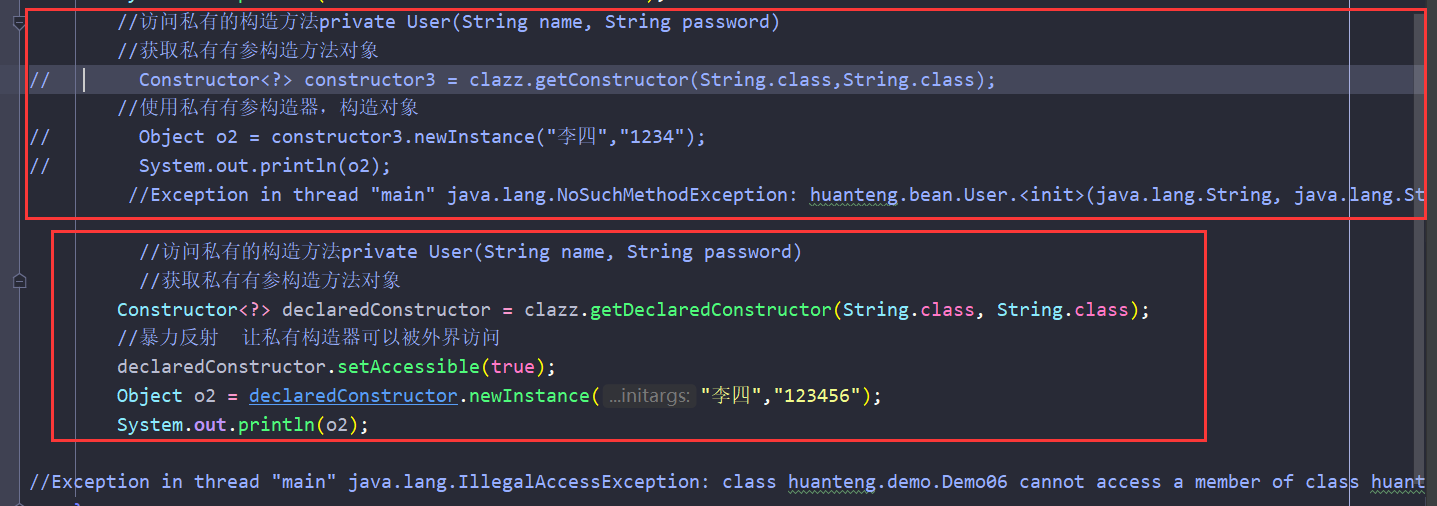 //访问私有的构造方法private User(String name, String password)
//获取私有有参构造方法对象
// Constructor<?> constructor3 = clazz.getConstructor(String.class,String.class);
//使用私有有参构造器，构造对象
// Object o2 = constructor3.newInstance("李四","1234");
// System.out.println(o2);
//Exception in thread "main" java.lang.NoSuchMethodException: huanteng.bean.User.<init>(java.lang.String, java.lang.St
//访问私有的构造方法private User(String name, String password)
//获取私有有参构造方法对象
Constructor<?> declaredConstructor = clazz.getDeclaredConstructor(String.class, String.class);
//暴力反射 让私有构造器可以被外界访问
declaredConstructor.setAccessible(true);
Object o2 = declaredConstructor.newInstance( ...initargs: "李四","123456");
System.out.println(o2);
//Exception in thread "main" java.lang.IllegalAccessException: class huanteng.demo.Demo06 cannot access a member of class huant